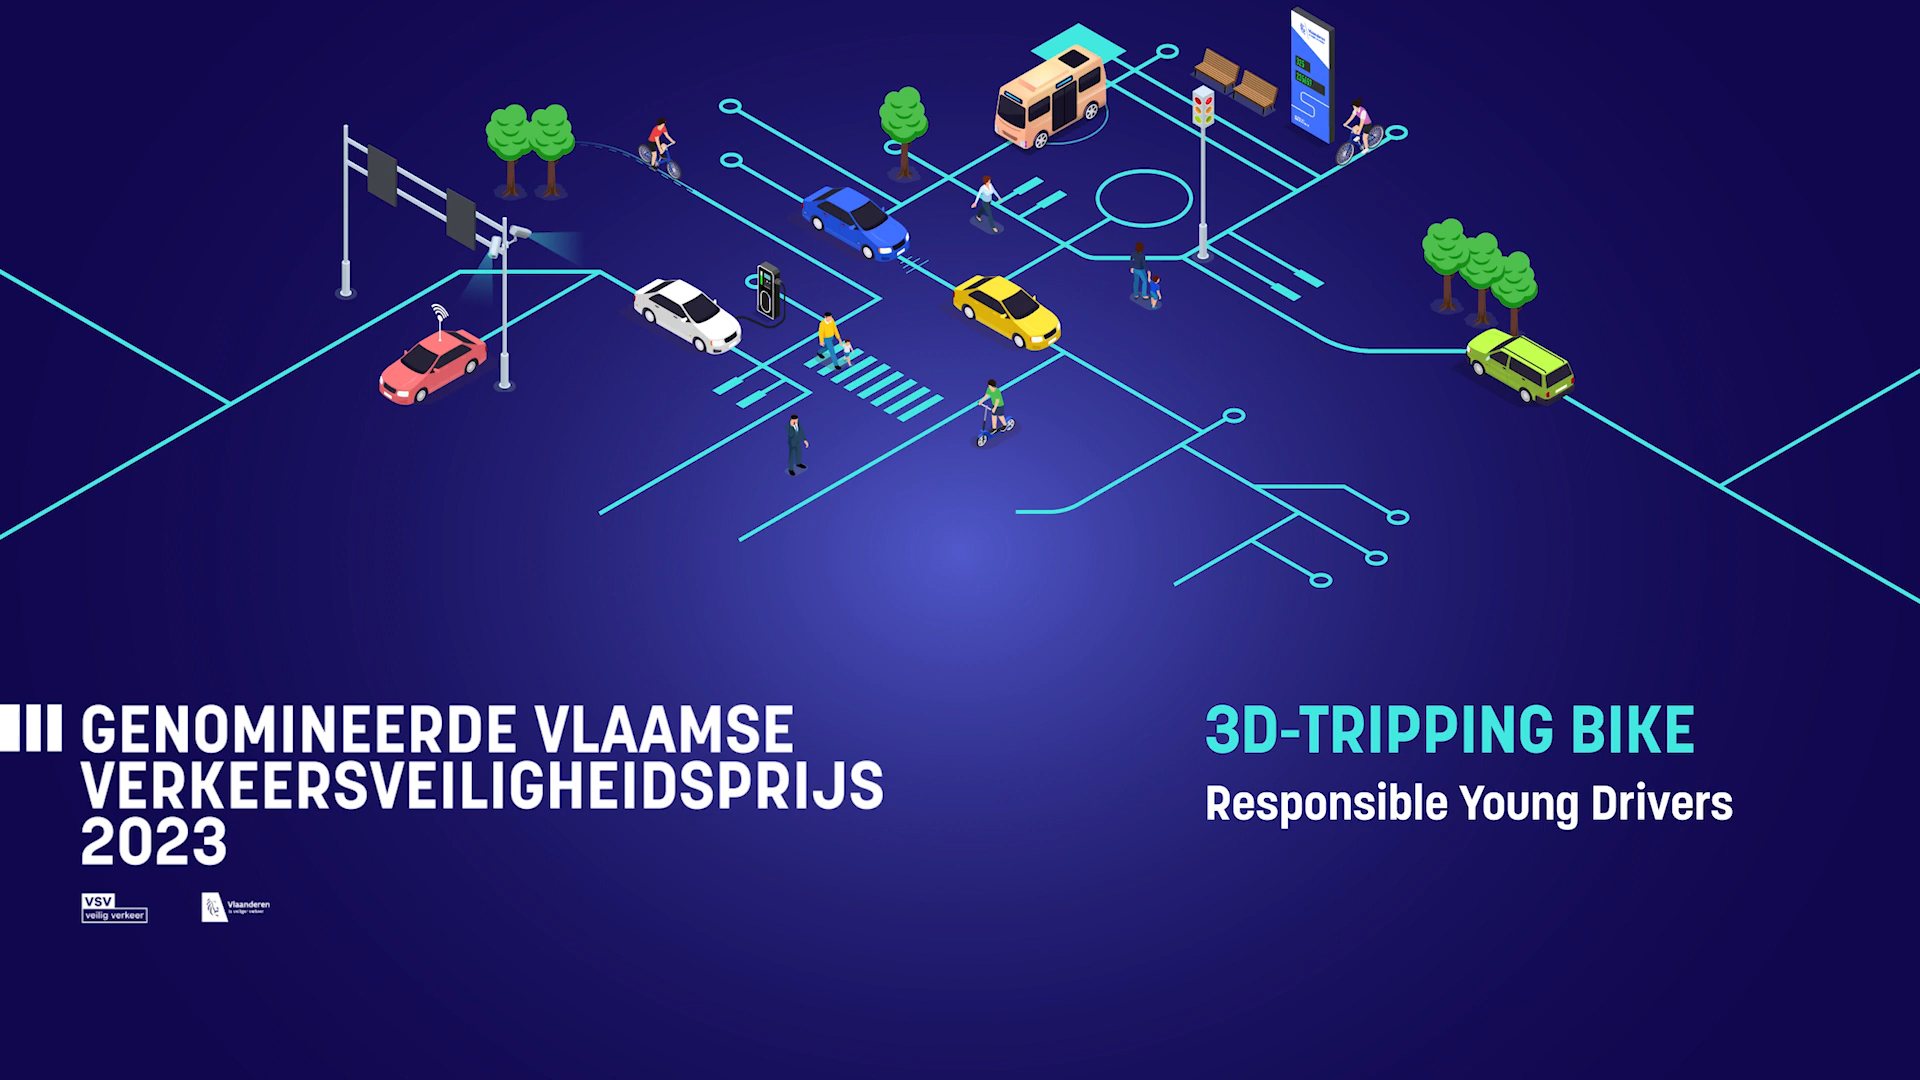 GENOMINEERDE VLAAMSE
VERKEERSVEILIGHEIDSPRIJS
2023
VSV
veilig verkeer
Vlaanderen
3D-TRIPPING BIKE
Responsible Young Drivers